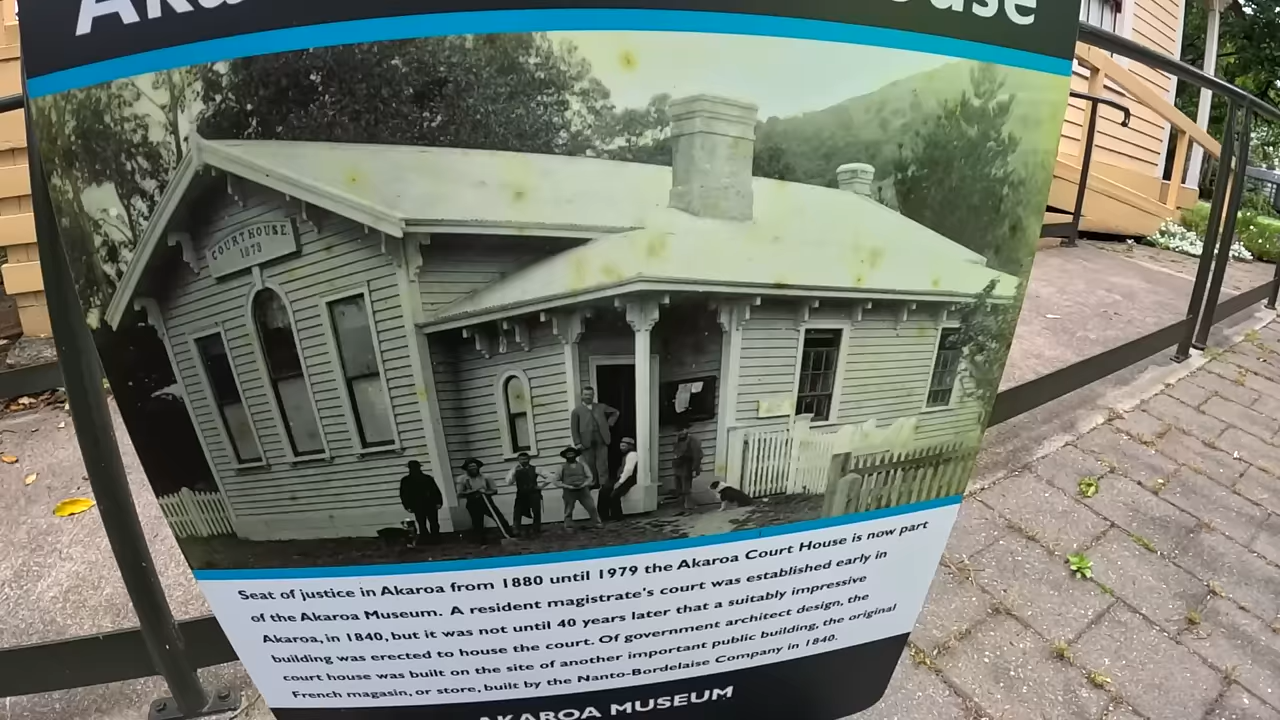 COURT HOUSE.
1879
Seat of justice in Akaroa from 1880 until 1979 the Akaroa Court House is now part
of the Akaroa Museum. A resident magistrate's court was established early in
Akaroa, in 1840, but it was not until 40 years later that a suitably impressive
building was erected to house the court. Of government architect design, the
court house was built on the site of another important public building, the original
French magasin, or store, built by the Nanto-Bordelaise Company in 1840.
AKAROA MUSEUM